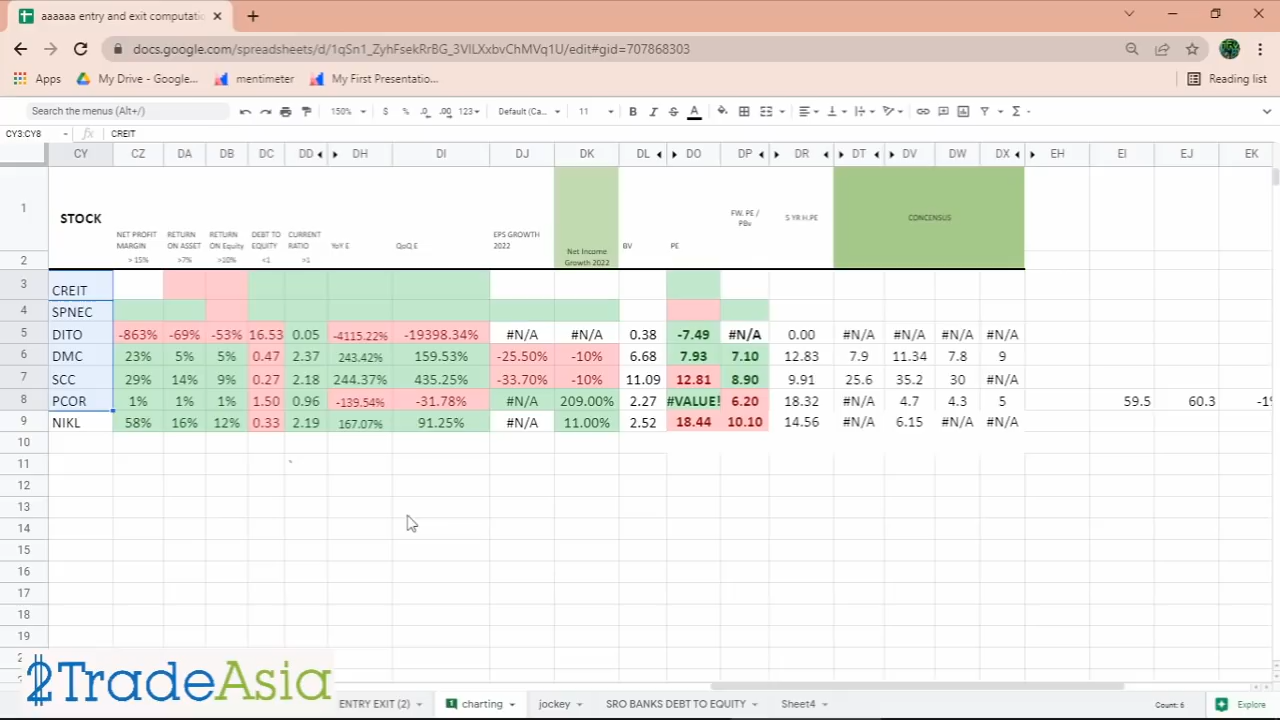 aaaaaa entry and exit computati
docs.google.com/spreadsheets/d/1qSn1_ZyhFsekRrBG_3VILXxbvChMVq1U/edit#gid=707868303
Apps My Drive - Google... mentimeter My First Presentatio... Reading list
Search the menus (Alt+/) 150% $ % .0 .00 123 Default (Ca... 11 B I S A
CY3:CY8 fx CREIT
CY CZ DA DB DC DD DH DI DJ DK DL DO DP DR DT DV DW DX EH EI EJ EK
1
STOCK
FW. PE / PBv
5 YR H.PE
CONCENSUS
NET PROFIT MARGIN RETURN ON ASSET RETURN ON Equity DEBT TO EQUITY CURRENT RATIO YoY E QoQ E EPS GROWTH 2022 Net Income Growth 2022 BV PE
2 > 15% >7% >10% <1 >1
3 CREIT
4 SPNEC
5 DITO -863% -69% -53% 16.53 0.05 -4115.22% -19398.34% #N/A #N/A 0.38 -7.49 #N/A 0.00 #N/A #N/A #N/A #N/A
6 DMC 23% 5% 5% 0.47 2.37 243.42% 159.53% -25.50% -10% 6.68 7.93 7.10 12.83 7.9 11.34 7.8 9
7 SCC 29% 14% 9% 0.27 2.18 244.37% 435.25% -33.70% -10% 11.09 12.81 8.90 9.91 25.6 35.2 30 #N/A
8 PCOR 1% 1% 1% 1.50 0.96 -139.54% -31.78% #N/A 209.00% 2.27 #VALUE! 6.20 18.32 #N/A 4.7 4.3 5 59.5 60.3 -1
9 NIKL 58% 16% 12% 0.33 2.19 167.07% 91.25% #N/A 11.00% 2.52 18.44 10.10 14.56 #N/A 6.15 #N/A #N/A
10
11
12
13
14
15
16
17
18
19
2TradeAsia
ENTRY EXIT (2) 1 charting jockey SRO BANKS DEBT TO EQUITY Sheet4 Count: 6 Explore